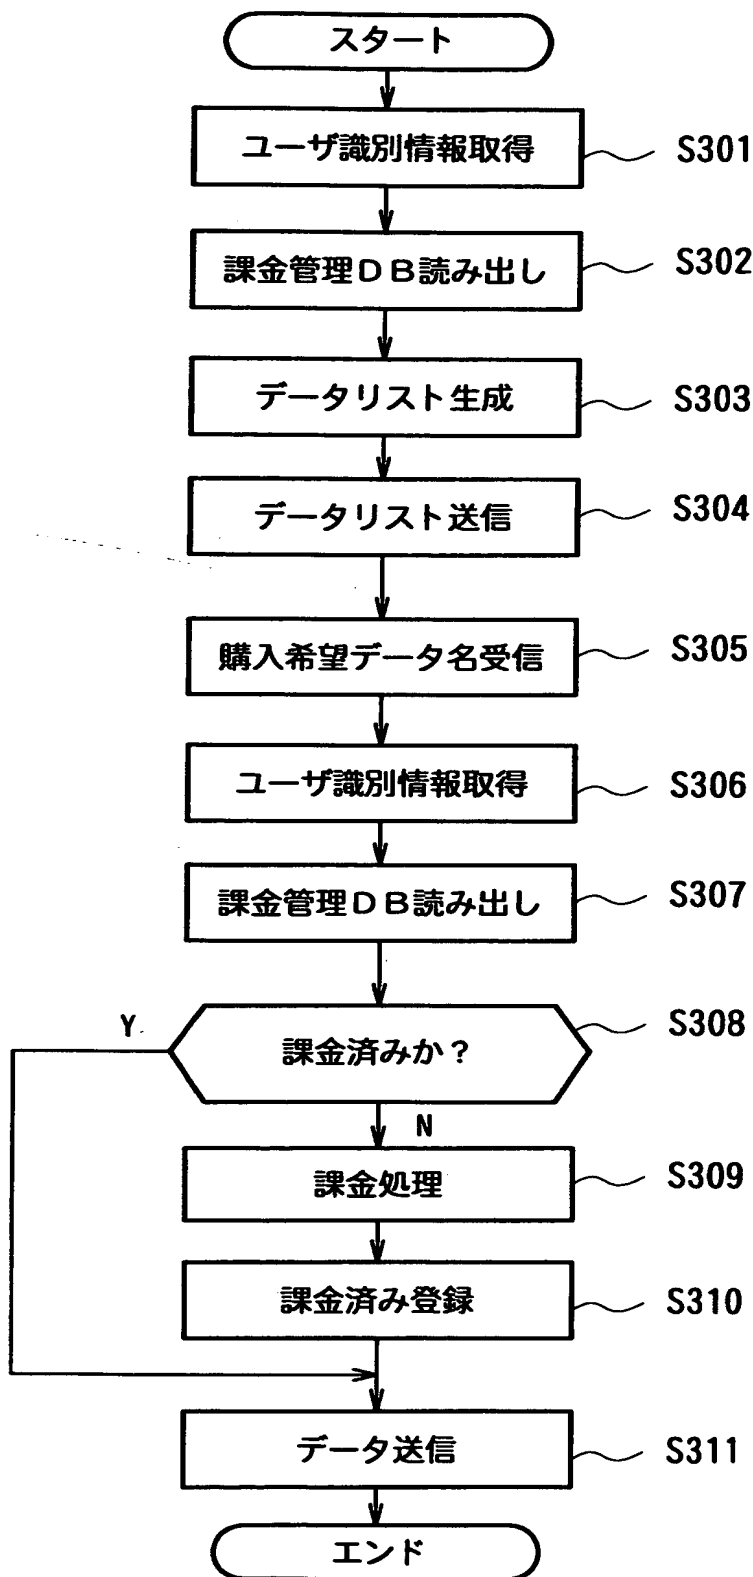 スタート
ユーザ識別情報取得 S301
課金管理DB読み出し S302
データリスト生成 S303
データリスト送信 S304
購入希望データ名受信 S305
ユーザ識別情報取得 S306
課金管理DB読み出し S307
課金済みか? S308
Y
N
課金処理 S309
課金済み登録 S310
データ送信 S311
エンド